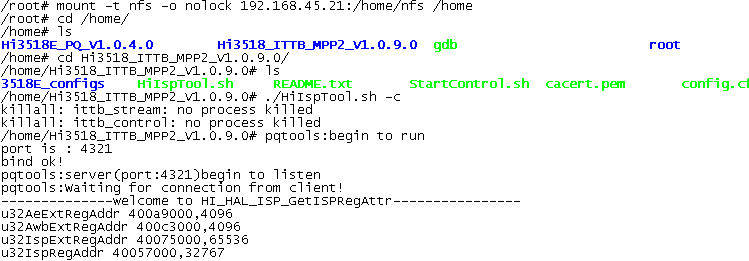 /root# mount -t nfs -o nolock 192.168.45.21:/home/nfs /home
/root# cd /home/
/home# ls
Hi3518E_PQ_V1.0.4.0 Hi3518_ITTB_MPP2_V1.0.9.0 gdb root
/home# cd Hi3518_ITTB_MPP2_V1.0.9.0/
/home/Hi3518_ITTB_MPP2_V1.0.9.0# ls
3518E_configs HiIspTool.sh README.txt StartControl.sh cacert.pem config.cf
/home/Hi3518_ITTB_MPP2_V1.0.9.0# ./HiIspTool.sh -c
killall: ittb_stream: no process killed
killall: ittb_control: no process killed
/home/Hi3518_ITTB_MPP2_V1.0.9.0# pqtools:begin to run
port is : 4321
bind ok!
pqtools:server(port:4321)begin to listen
pqtools:Waiting for connection from client!
--------------welcome to HI_HAL_ISP_GetISPRegAttr----------------
u32AeExtRegAddr 400a9000,4096
u32AwbExtRegAddr 400c3000,4096
u32IspExtRegAddr 40075000,65536
u32IspRegAddr 40057000,32767